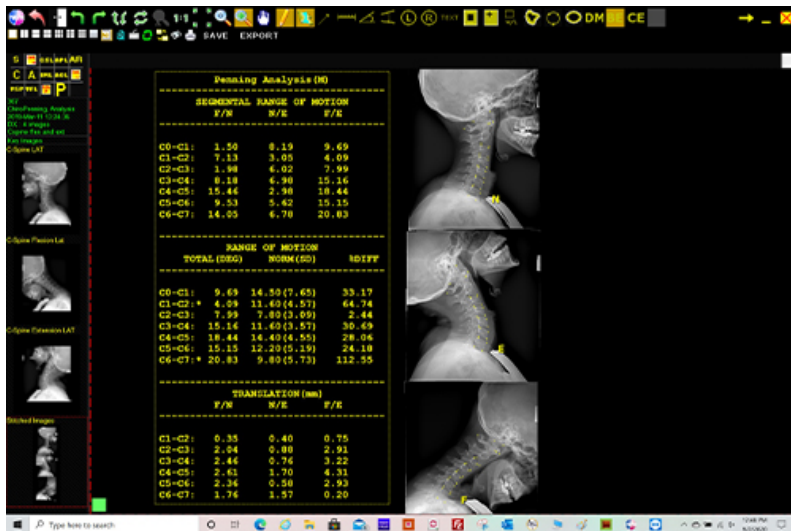 1:1
L
R
TEXT
DM
CE
SAVE EXPORT
S
C A
P
Key Images
C-Spine LAT
C-Spine Flexion Lat
C-Spine Extension LAT
Stitched Images
Penning Analysis(M)
SEGMENTAL RANGE OF MOTION
F/N N/E F/E
C0-C1: 1.50 8.19 9.69
C1-C2: 7.13 3.05 4.09
C2-C3: 1.98 6.02 7.99
C3-C4: 8.18 6.98 15.16
C4-C5: 15.46 2.98 18.44
C5-C6: 9.53 5.62 15.15
C6-C7: 14.05 6.78 20.83
RANGE OF MOTION
TOTAL(DEG) NORM(SD) %DIFF
C0-C1: 9.69 14.50(7.65) 33.17
C1-C2:* 4.09 11.60(4.57) 64.74
C2-C3: 7.99 7.80(3.09) 2.44
C3-C4: 15.16 11.60(3.57) 30.69
C4-C5: 18.44 14.40(4.55) 28.06
C5-C6: 15.15 12.20(5.19) 24.18
C6-C7:* 20.83 9.80(5.73) 112.55
TRANSLATION(mm)
F/N N/E F/E
C1-C2: 0.35 0.40 0.75
C2-C3: 2.04 0.88 2.91
C3-C4: 2.46 0.76 3.22
C4-C5: 2.61 1.70 4.31
C5-C6: 2.36 0.58 2.93
C6-C7: 1.76 1.57 0.20
N
E
F
Type here to search
12:48 PM